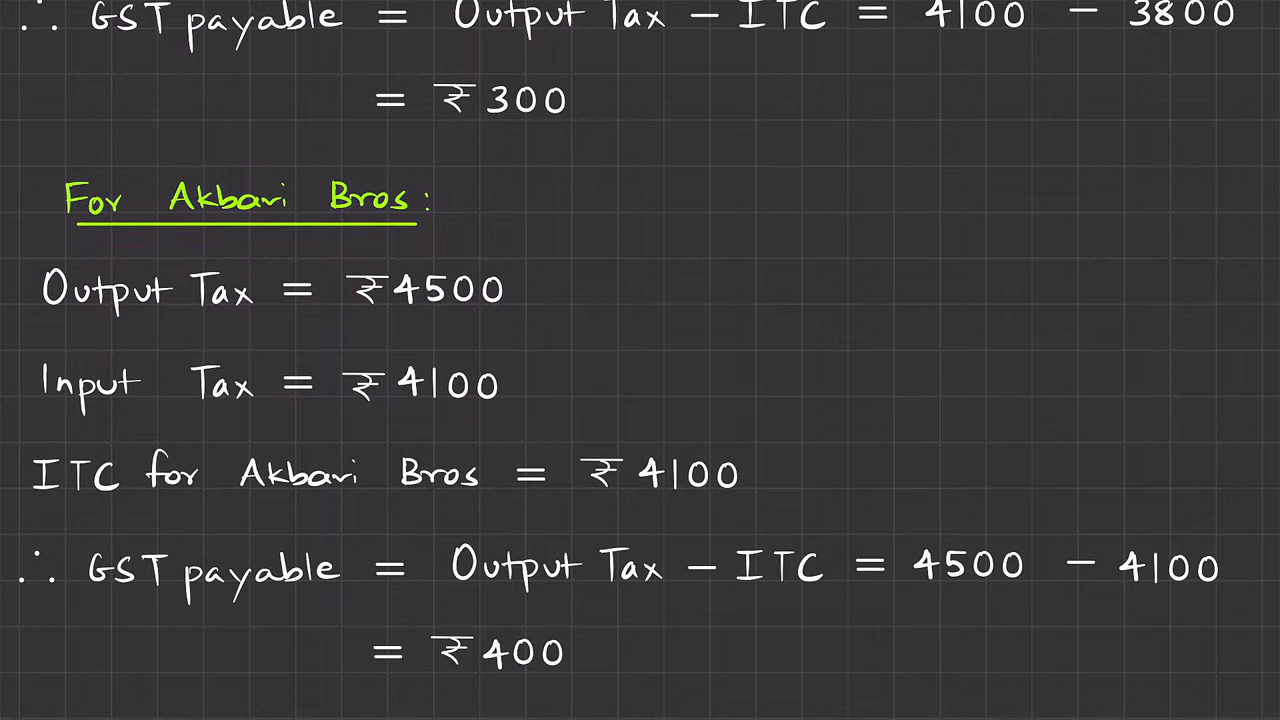 ∴ GST payable = Output Tax - ITC = 4100 - 3800
= ₹300
For Akbari Bros:
Output Tax = ₹4500
Input Tax = ₹4100
ITC for Akbari Bros = ₹4100
∴ GST payable = Output Tax - ITC = 4500 - 4100
= ₹400